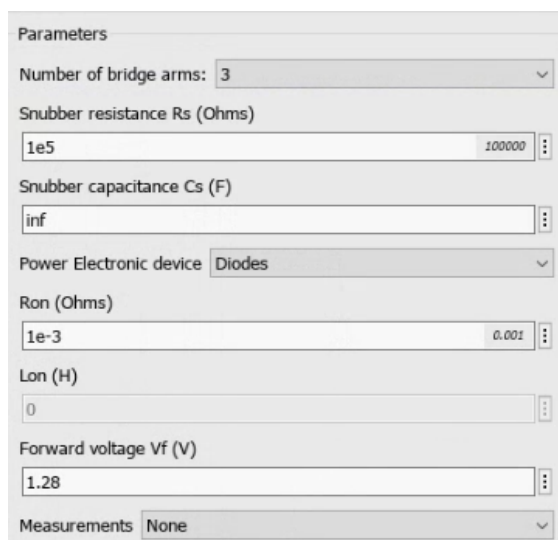 Parameters
Number of bridge arms: 3
Snubber resistance Rs (Ohms)
1e5 100000
Snubber capacitance Cs (F)
inf
Power Electronic device Diodes
Ron (Ohms)
1e-3 0.001
Lon (H)
0
Forward voltage Vf (V)
1.28
Measurements None